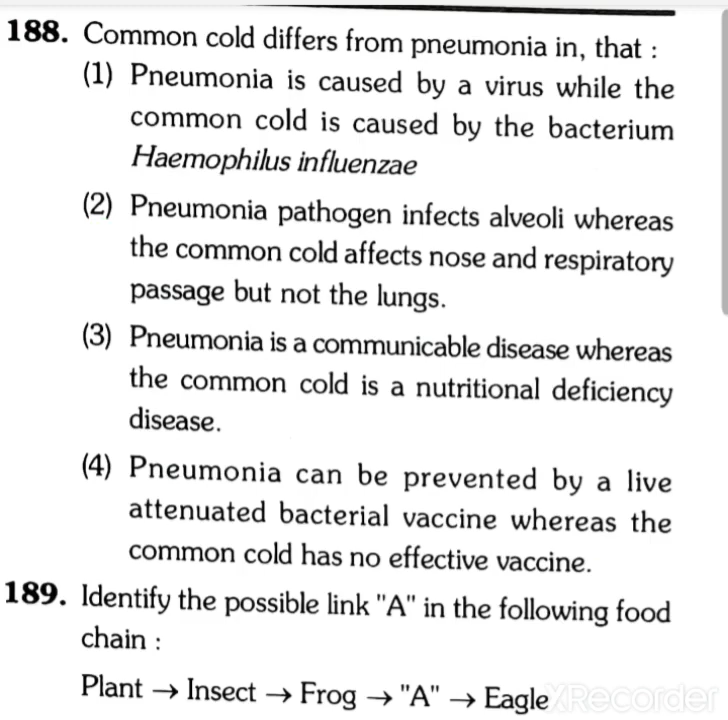 188. Common cold differs from pneumonia in, that :
(1) Pneumonia is caused by a virus while the
common cold is caused by the bacterium
Haemophilus influenzae
(2) Pneumonia pathogen infects alveoli whereas
the common cold affects nose and respiratory
passage but not the lungs.
(3) Pneumonia is a communicable disease whereas
the common cold is a nutritional deficiency
disease.
(4) Pneumonia can be prevented by a live
attenuated bacterial vaccine whereas the
common cold has no effective vaccine.
189. Identify the possible link "A" in the following food
chain :
Plant → Insect → Frog → "A" → Eagle
XRecorder